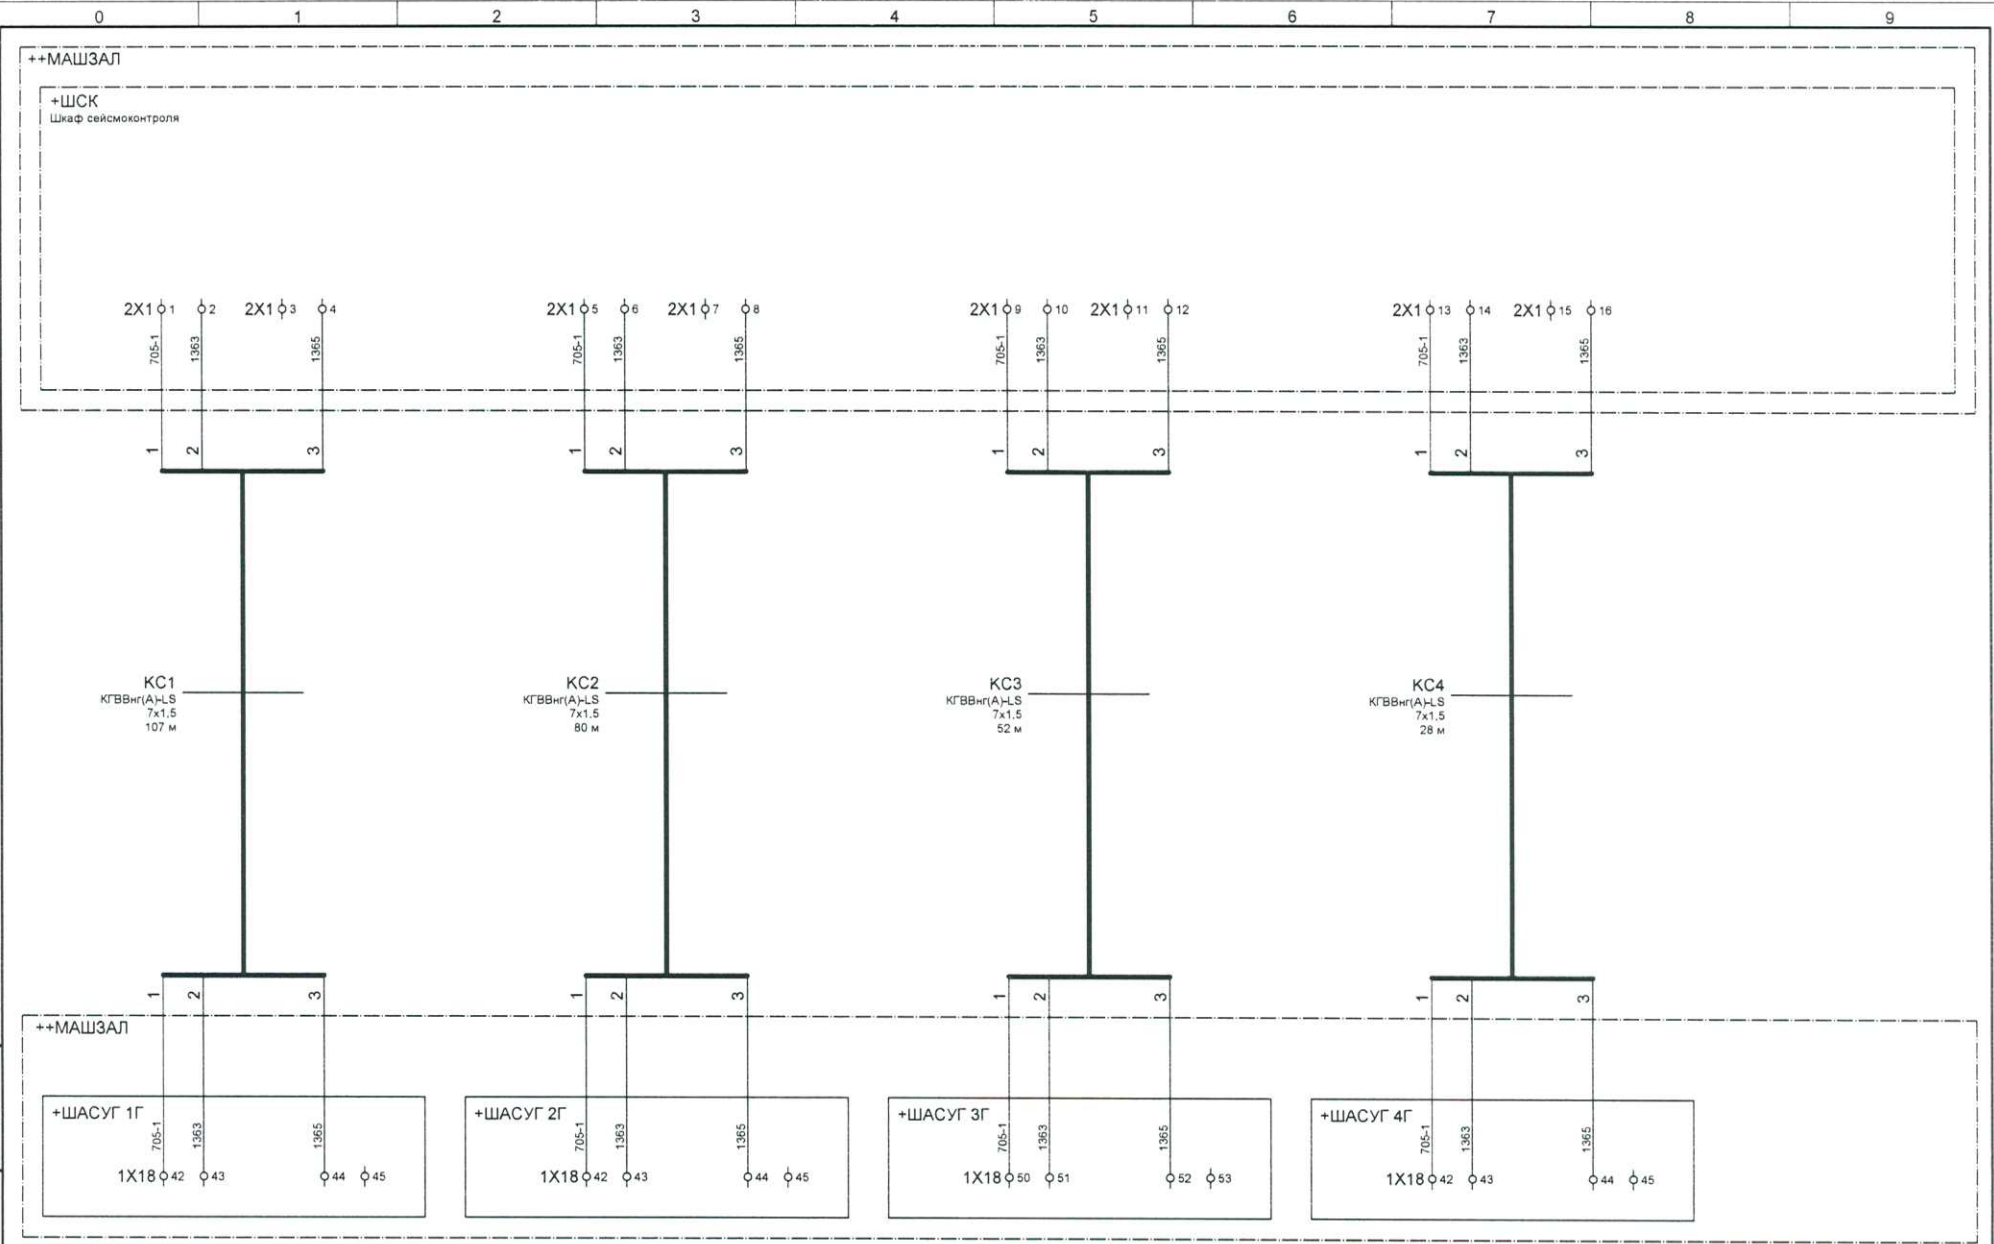 0 1 2 3 4 5 6 7 8 9
++МАШЗАЛ
+ШСК
Шкаф сейсмоконтроля
2X1 1 2 2X1 3 4 2X1 5 6 2X1 7 8 2X1 9 10 2X1 11 12 2X1 13 14 2X1 15 16
705-1 1363 1365 705-1 1363 1365 705-1 1363 1365 705-1 1363 1365
1 2 3 1 2 3 1 2 3 1 2 3
КС1
КГВВнг(А)-LS
7x1,5
107 м
КС2
КГВВнг(А)-LS
7x1,5
80 м
КС3
КГВВнг(А)-LS
7x1,5
52 м
КС4
КГВВнг(А)-LS
7x1,5
28 м
1 2 3 1 2 3 1 2 3 1 2 3
++МАШЗАЛ
+ШАСУГ 1Г
705-1 1363 1365
1X18 42 43 44 45
+ШАСУГ 2Г
705-1 1363 1365
1X18 42 43 44 45
+ШАСУГ 3Г
705-1 1363 1365
1X18 50 51 52 53
+ШАСУГ 4Г
705-1 1363 1365
1X18 42 43 44 45